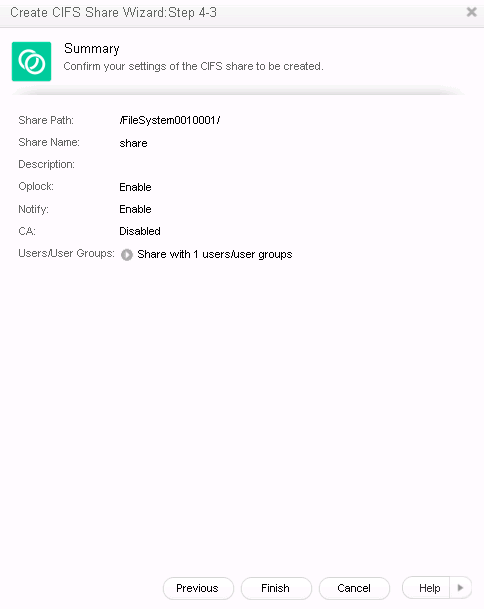 Create CIFS Share Wizard:Step 4-3
Summary
Confirm your settings of the CIFS share to be created.
Share Path: /FileSystem0010001/
Share Name: share
Description:
Oplock: Enable
Notify: Enable
CA: Disabled
Users/User Groups: Share with 1 users/user groups
Previous Finish Cancel Help